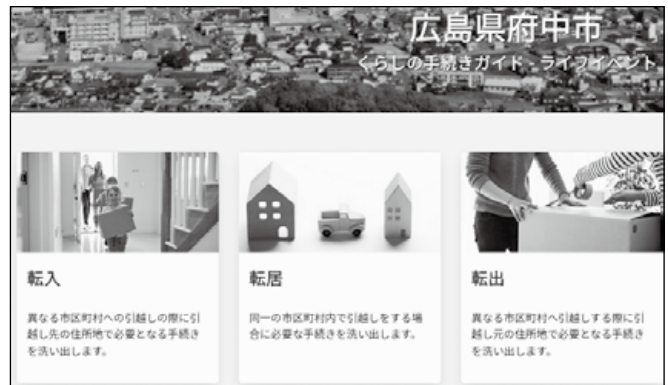 広島県府中市
くらしの手続きガイド - ライフイベント
転入
異なる市区町村への引越しの際に引
越し先の住所地で必要となる手続き
を洗い出します。
転居
同一の市区町村内で引越しをする場
合に必要な手続きを洗い出します。
転出
異なる市区町村へ引越しする際に引
越し元の住所地で必要となる手続き
を洗い出します。